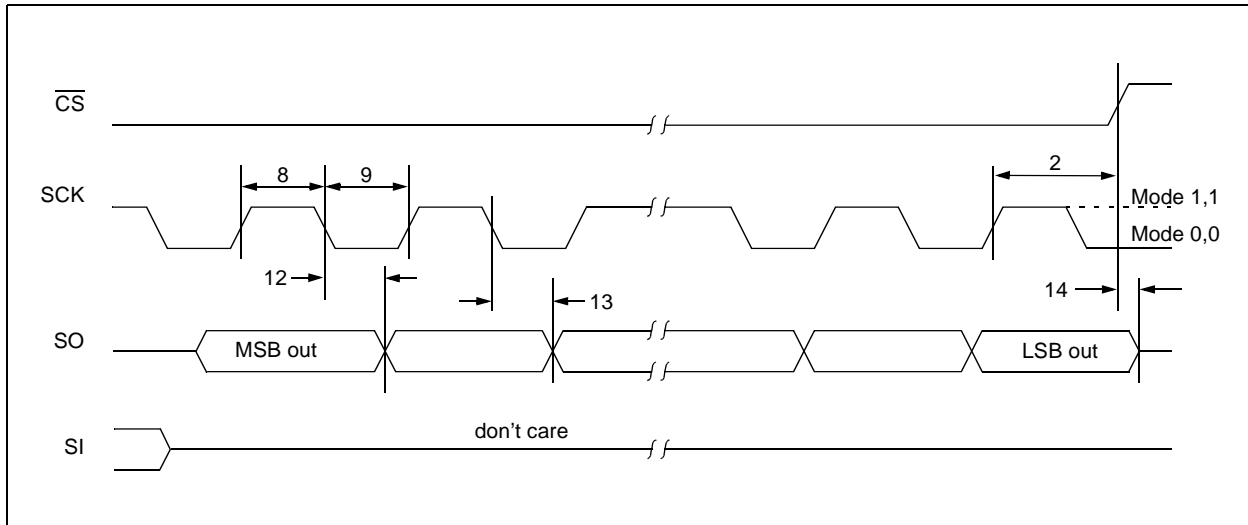 CS
2
8
9
SCK
Mode 1,1
Mode 0,0
12
13
14
SO
MSB out
LSB out
don't care
SI